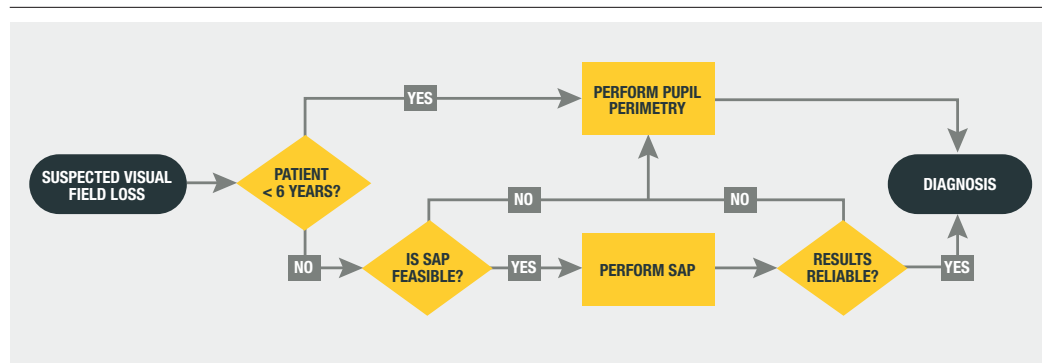 SUSPECTED VISUAL
FIELD LOSS
PATIENT
< 6 YEARS?
YES
PERFORM PUPIL
PERIMETRY
NO
IS SAP
FEASIBLE?
NO
YES
PERFORM SAP
NO
RESULTS
RELIABLE?
YES
DIAGNOSIS